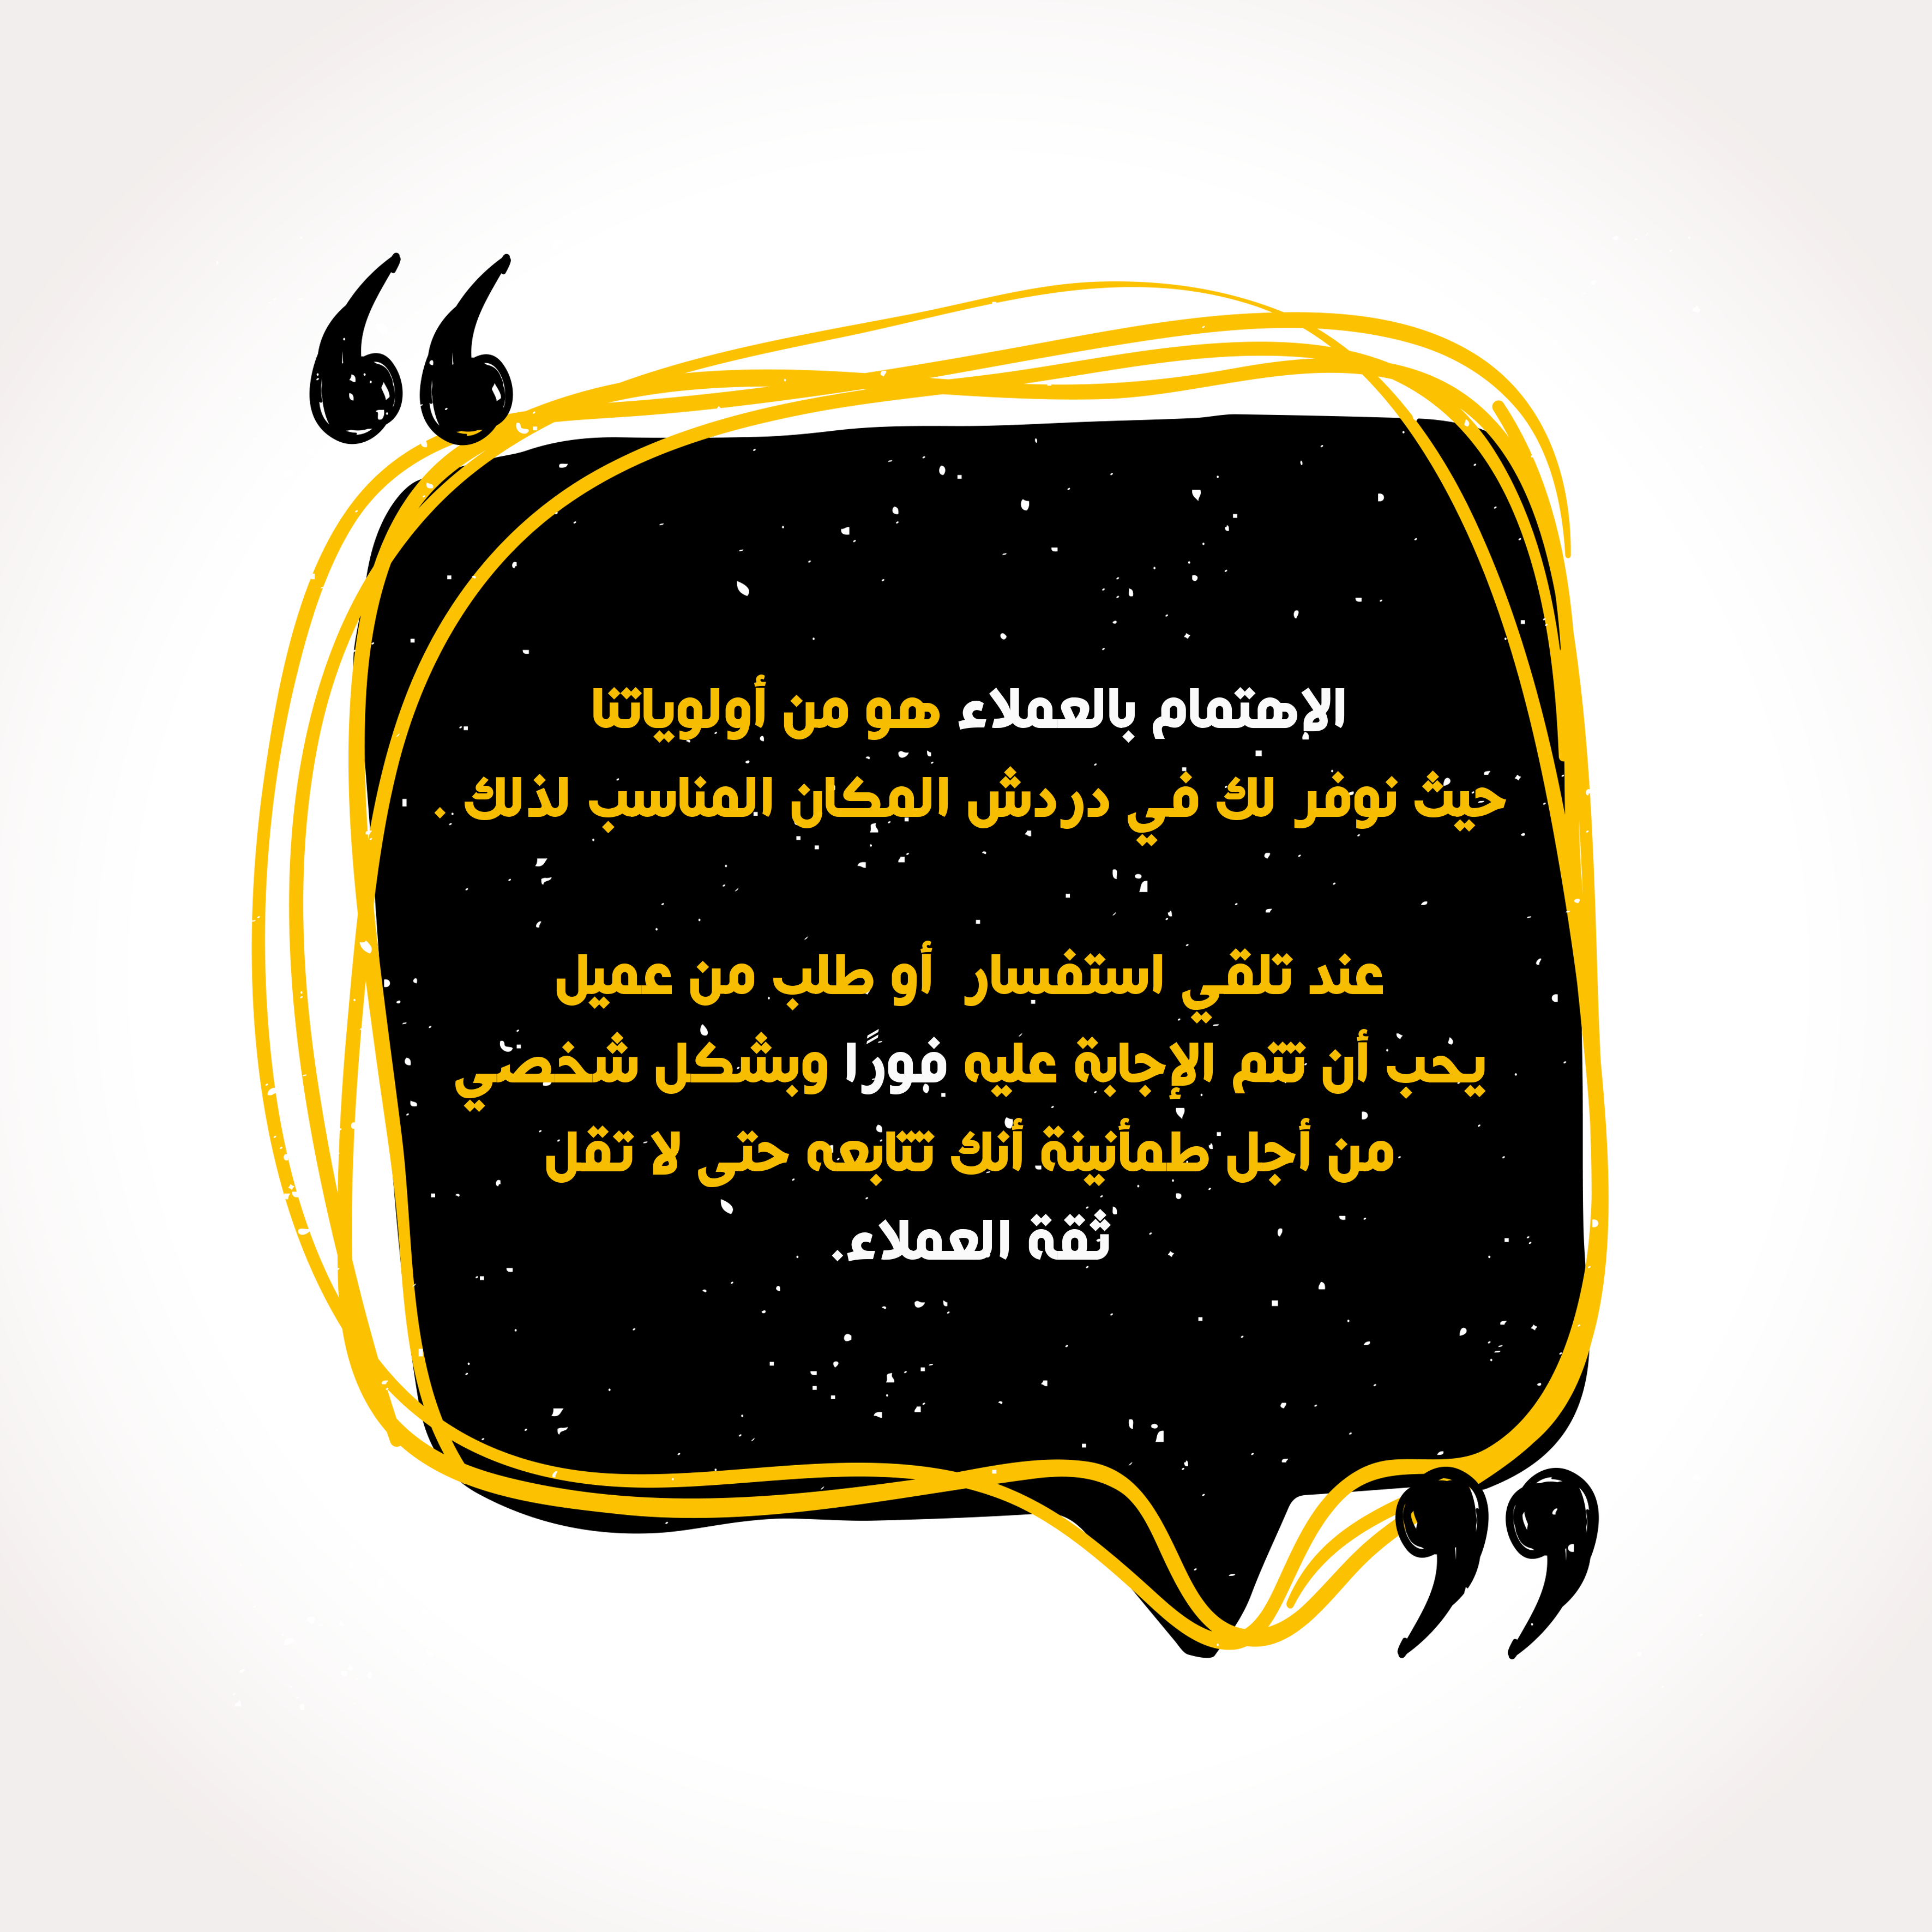 الإهتمام بالعملاء هو من أولوياتنا
حيث نوفر لك في دردش المكان المناسب لذلك .
عند تلقي استفسار أو طلب من عميل
يحب أن تتم الإجابة عليه فورًا وبشكل شخصي
من أجل طمأنينة أنك تتابعه حتى لا تقل
ثقة العملاء.